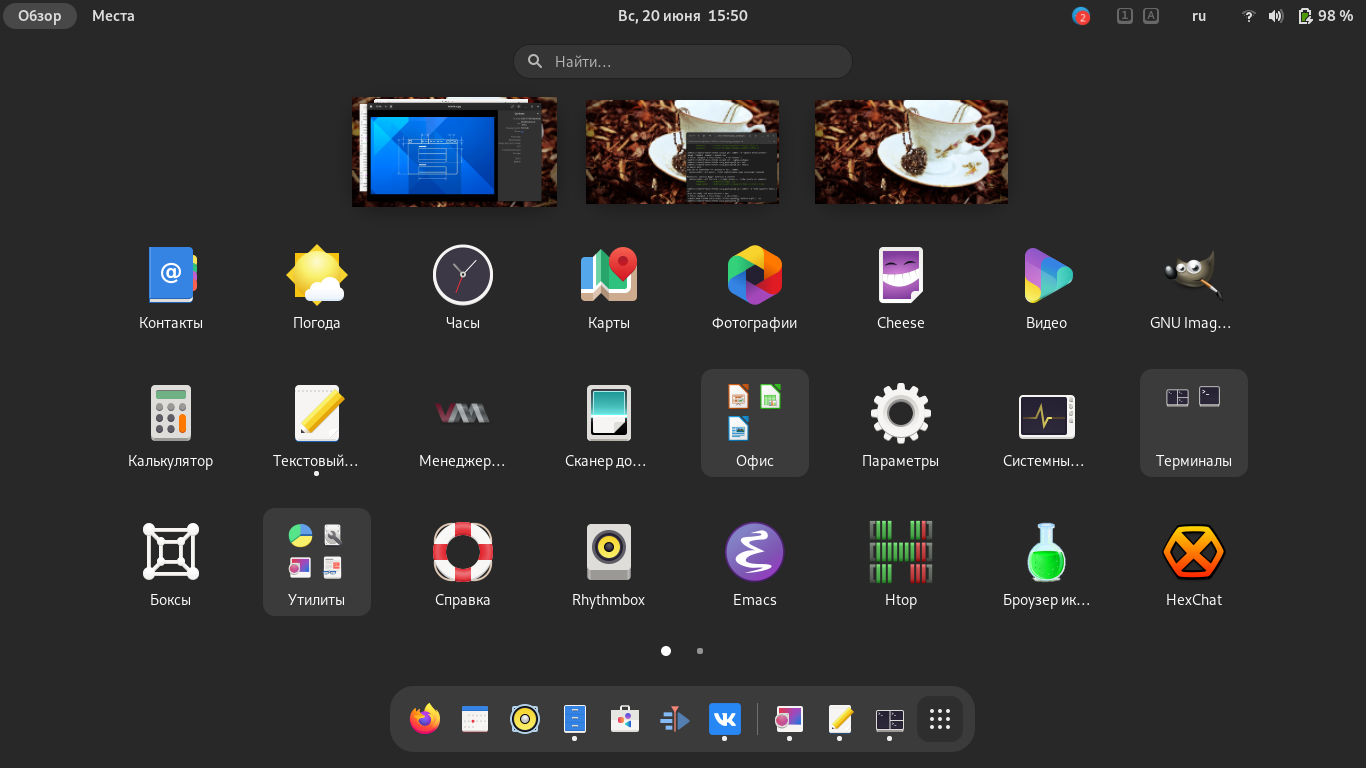 Обзор Места Вс, 20 июня 15:50 2 1 A ru 98 %
Найти…
Контакты Погода Часы Карты Фотографии Cheese Видео GNU Imag…
Калькулятор Текстовый… Менеджер… Сканер до… Офис Параметры Системны… Терминалы
Боксы Утилиты Справка Rhythmbox Emacs Htop Броузер ик… HexChat